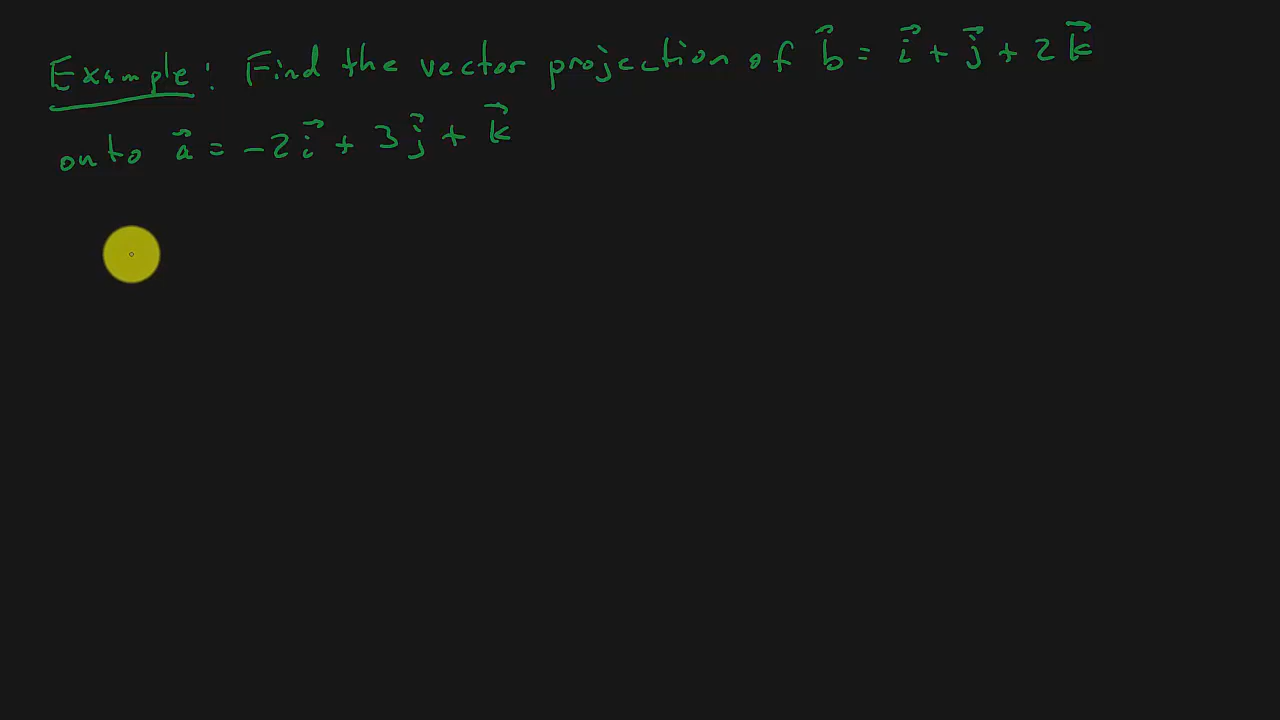 Example: Find the vector projection of b⃗ = i⃗ + j⃗ + 2k⃗
onto a⃗ = -2i⃗ + 3j⃗ + k⃗